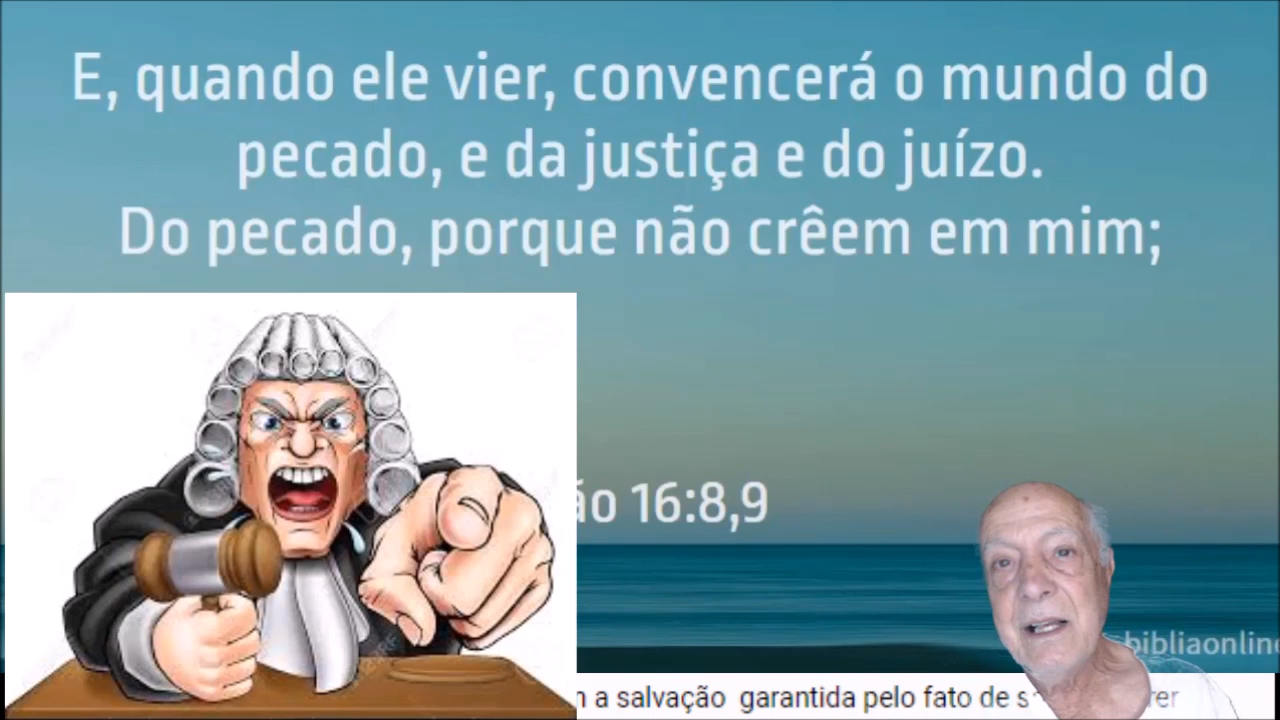 E, quando ele vier, convencerá o mundo do
pecado, e da justiça e do juízo.
Do pecado, porque não crêem em mim;
ão 16:8,9
bibliaonline
a salvação garantida pelo fato de